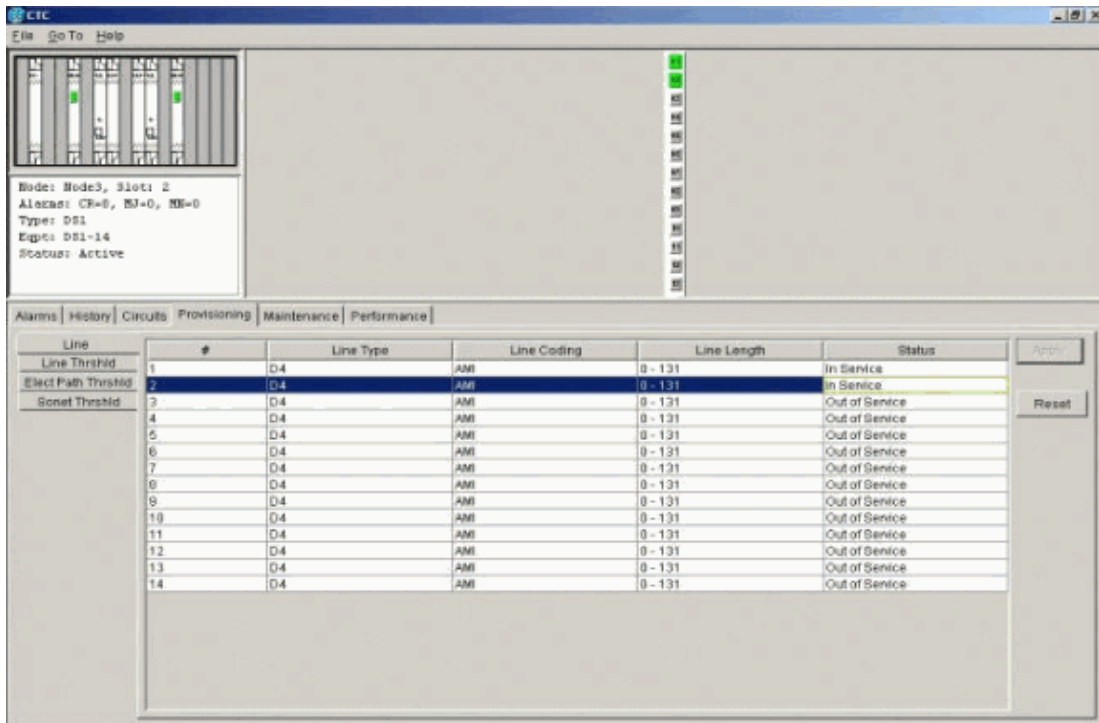 CTC
File Go To Help
Node: Node3, Slot: 2
Alarms: CR=0, MJ=0, MN=0
Type: DS1
Eqpt: DS1-14
Status: Active
Alarms History Circuits Provisioning Maintenance Performance
Line
Line Thrshld
Elect Path Thrshld
Sonet Thrshld
# Line Type Line Coding Line Length Status
1 D4 AMI 0 - 131 In Service
2 D4 AMI 0 - 131 In Service
3 D4 AMI 0 - 131 Out of Service
4 D4 AMI 0 - 131 Out of Service
5 D4 AMI 0 - 131 Out of Service
6 D4 AMI 0 - 131 Out of Service
7 D4 AMI 0 - 131 Out of Service
8 D4 AMI 0 - 131 Out of Service
9 D4 AMI 0 - 131 Out of Service
10 D4 AMI 0 - 131 Out of Service
11 D4 AMI 0 - 131 Out of Service
12 D4 AMI 0 - 131 Out of Service
13 D4 AMI 0 - 131 Out of Service
14 D4 AMI 0 - 131 Out of Service
Apply
Reset